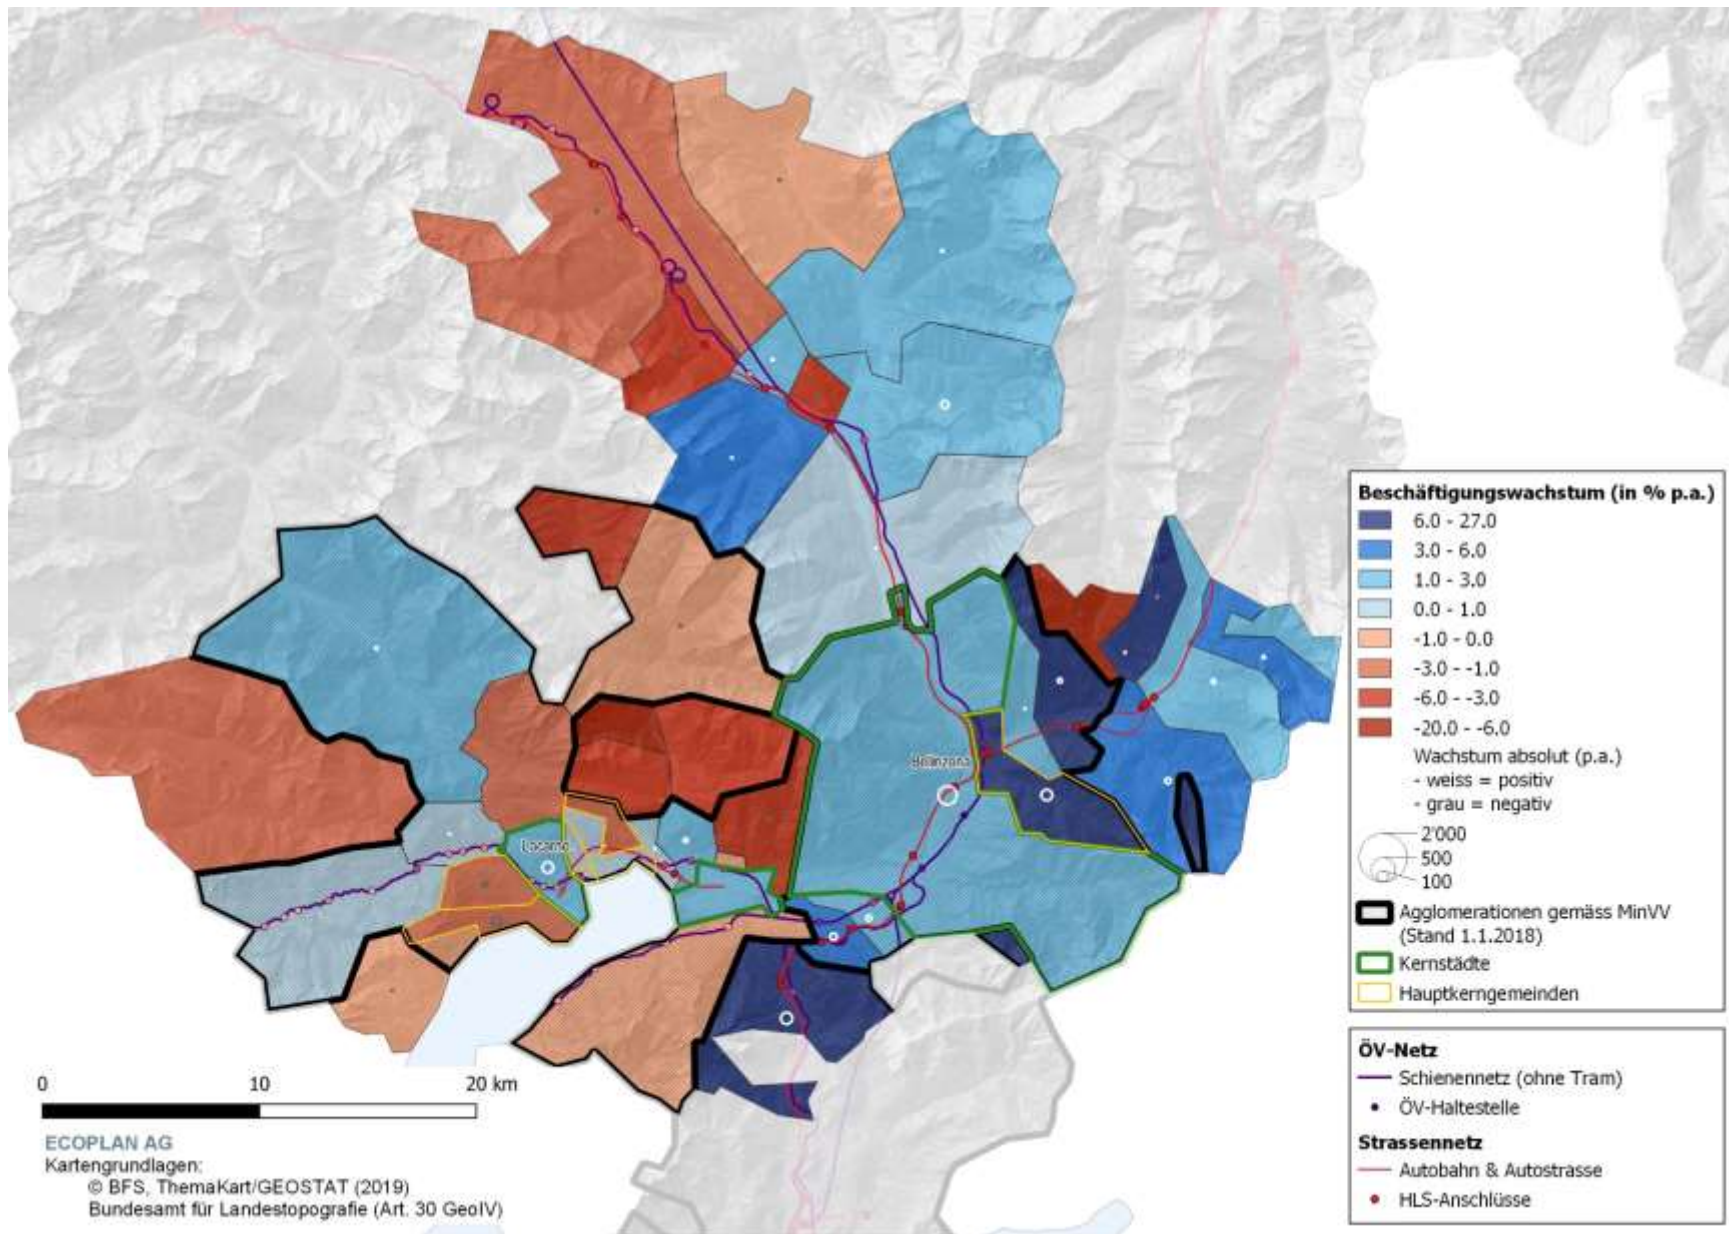 Bellinzona
Locarno
Beschäftigungswachstum (in % p.a.)
6.0 - 27.0
3.0 - 6.0
1.0 - 3.0
0.0 - 1.0
-1.0 - 0.0
-3.0 - -1.0
-6.0 - -3.0
-20.0 - -6.0
Wachstum absolut (p.a.)
- weiss = positiv
- grau = negativ
2'000
500
100
Agglomerationen gemäss MinVV
(Stand 1.1.2018)
Kernstädte
Hauptkerngemeinden
ÖV-Netz
Schienennetz (ohne Tram)
ÖV-Haltestelle
Strassennetz
Autobahn & Autostrasse
HLS-Anschlüsse
0 10 20 km
ECOPLAN AG
Kartengrundlagen:
© BFS, ThemaKart/GEOSTAT (2019)
Bundesamt für Landestopografie (Art. 30 GeoIV)